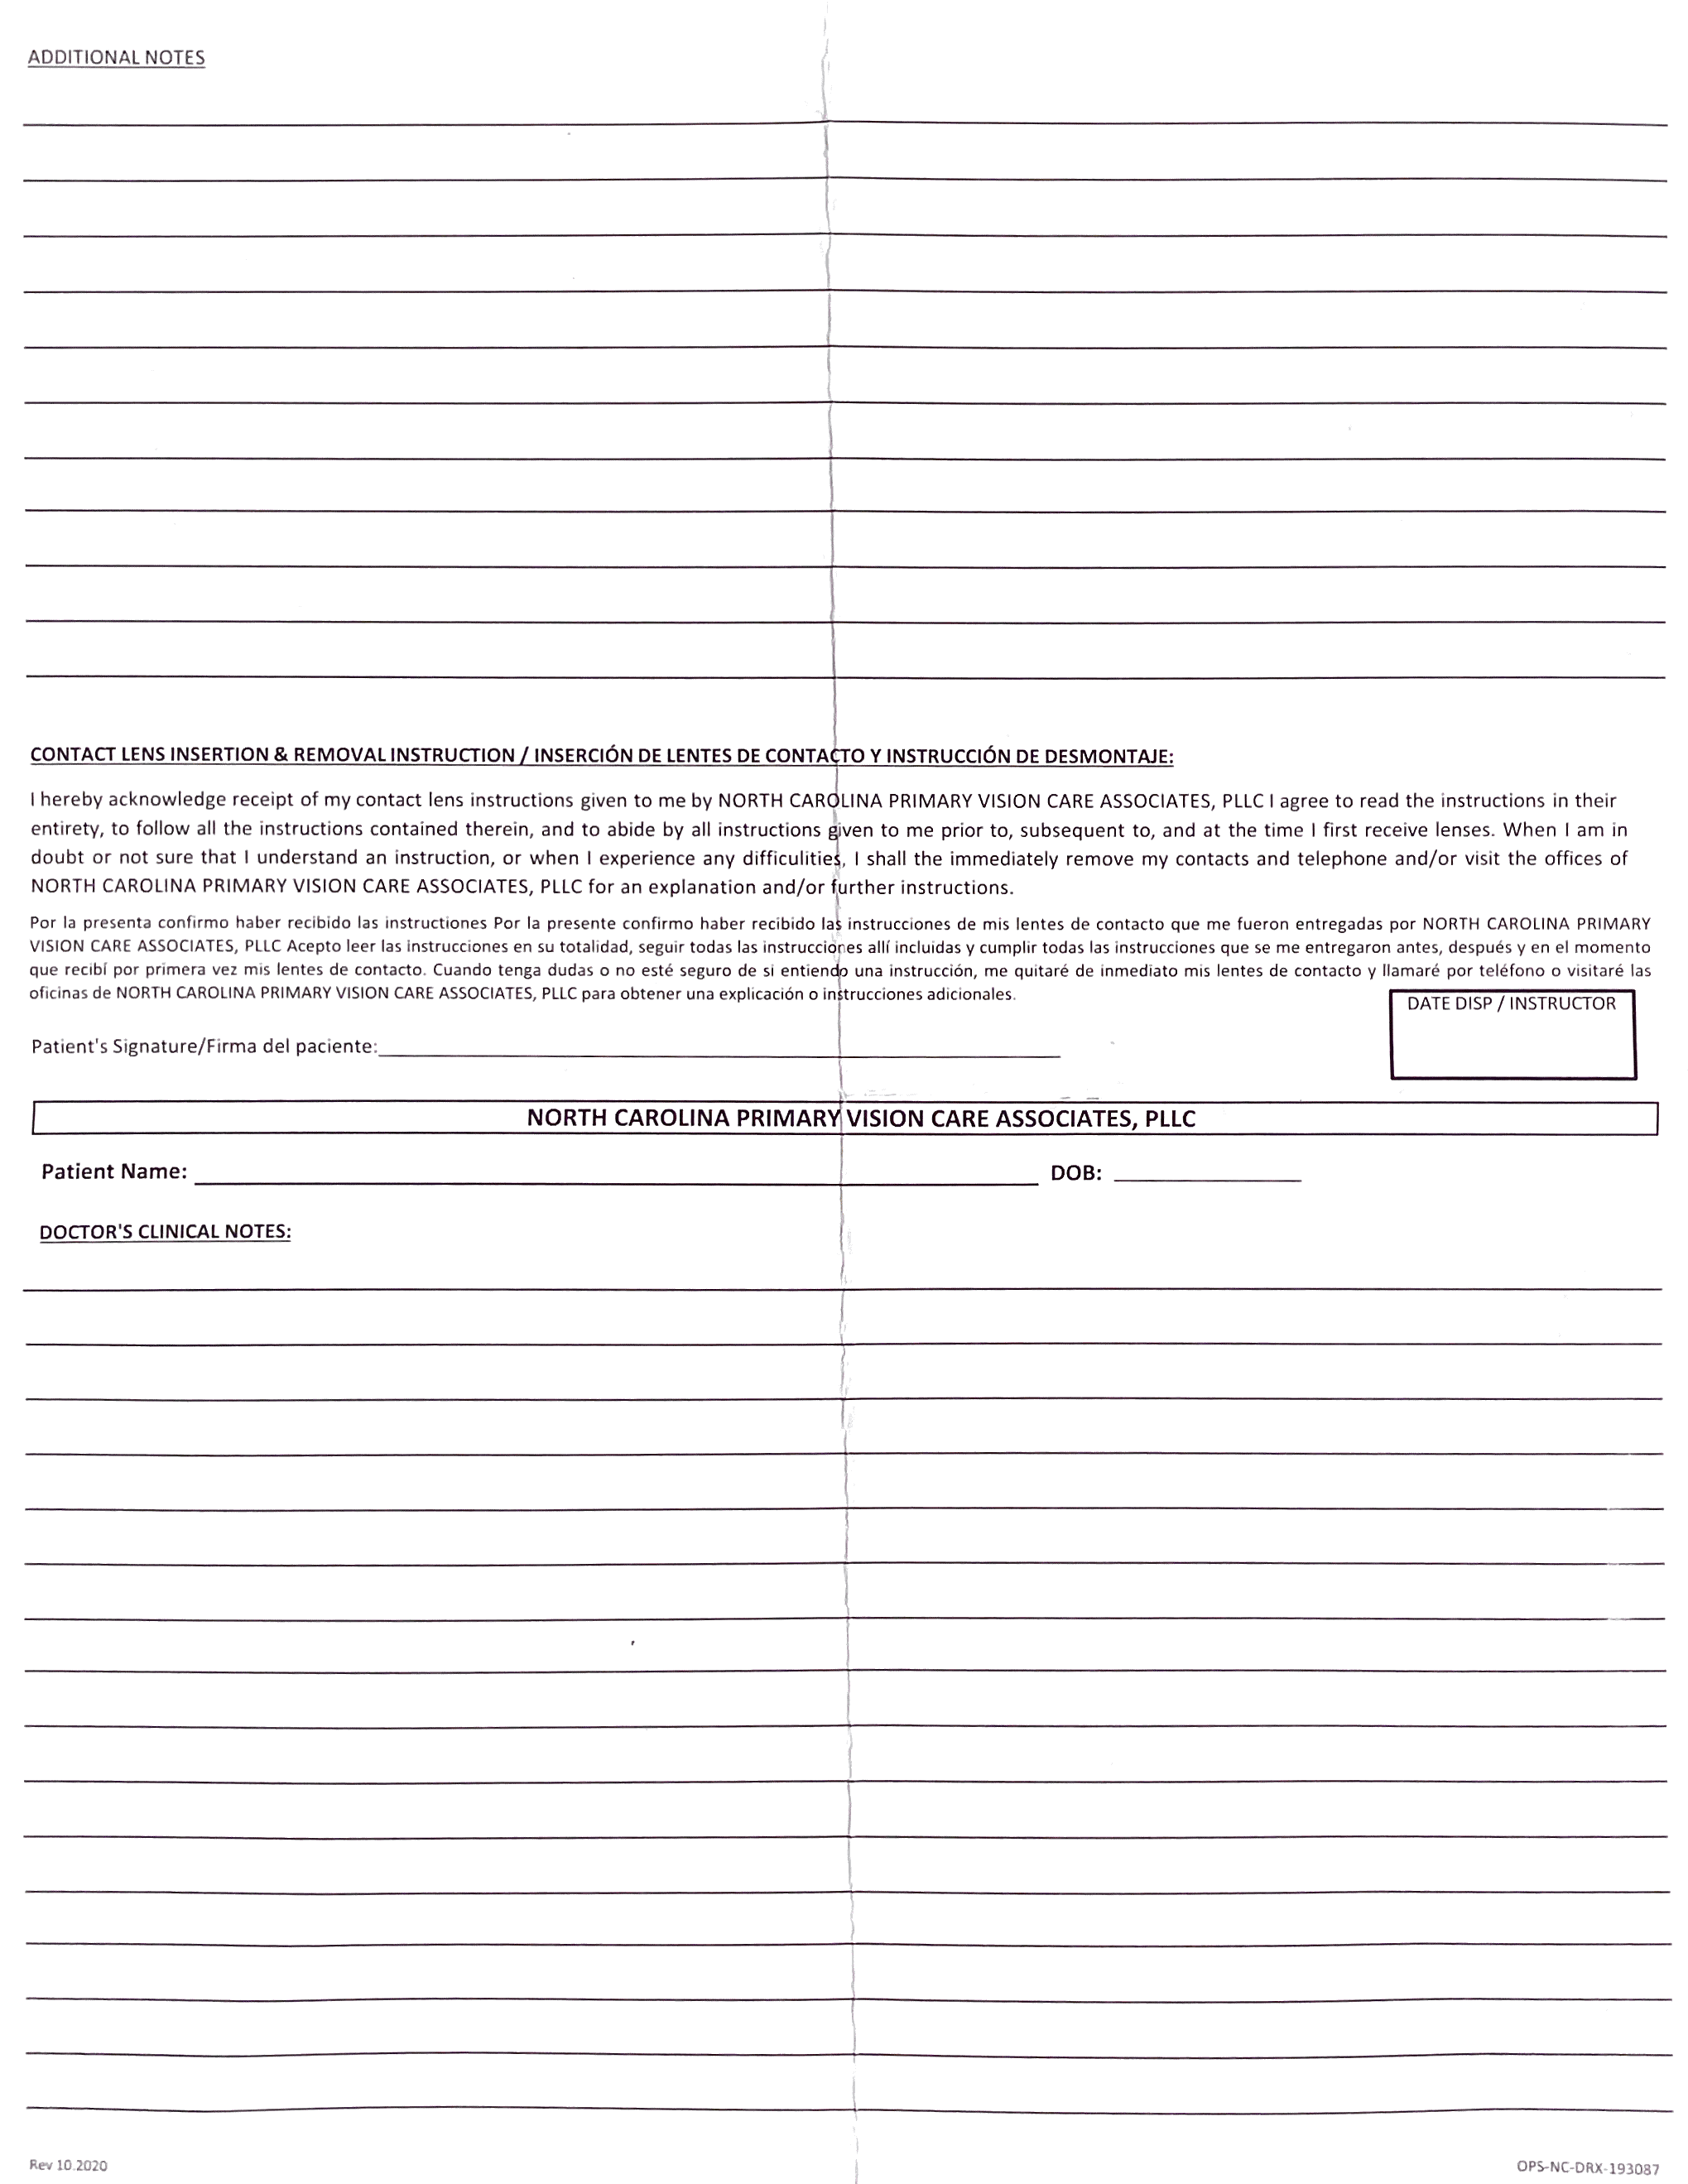 ADDITIONAL NOTES
CONTACT LENS INSERTION & REMOVAL INSTRUCTION / INSERCIÓN DE LENTES DE CONTACTO Y INSTRUCCIÓN DE DESMONTAJE:
I hereby acknowledge receipt of my contact lens instructions given to me by NORTH CAROLINA PRIMARY VISION CARE ASSOCIATES, PLLC I agree to read the instructions in their
entirety, to follow all the instructions contained therein, and to abide by all instructions given to me prior to, subsequent to, and at the time I first receive lenses. When I am in
doubt or not sure that I understand an instruction, or when I experience any difficulities, I shall the immediately remove my contacts and telephone and/or visit the offices of
NORTH CAROLINA PRIMARY VISION CARE ASSOCIATES, PLLC for an explanation and/or further instructions.
Por la presenta confirmo haber recibido las instructiones Por la presente confirmo haber recibido las instrucciones de mis lentes de contacto que me fueron entregadas por NORTH CAROLINA PRIMARY
VISION CARE ASSOCIATES, PLLC Acepto leer las instrucciones en su totalidad, seguir todas las instrucciones allí incluidas y cumplir todas las instrucciones que se me entregaron antes, después y en el momento
que recibí por primera vez mis lentes de contacto. Cuando tenga dudas o no esté seguro de si entiendo una instrucción, me quitaré de inmediato mis lentes de contacto y llamaré por teléfono o visitaré las
oficinas de NORTH CAROLINA PRIMARY VISION CARE ASSOCIATES, PLLC para obtener una explicación o instrucciones adicionales.
DATE DISP / INSTRUCTOR
Patient's Signature/Firma del paciente:
NORTH CAROLINA PRIMARY VISION CARE ASSOCIATES, PLLC
Patient Name: DOB:
DOCTOR'S CLINICAL NOTES:
Rev 10.2020 OPS-NC-DRX-193087